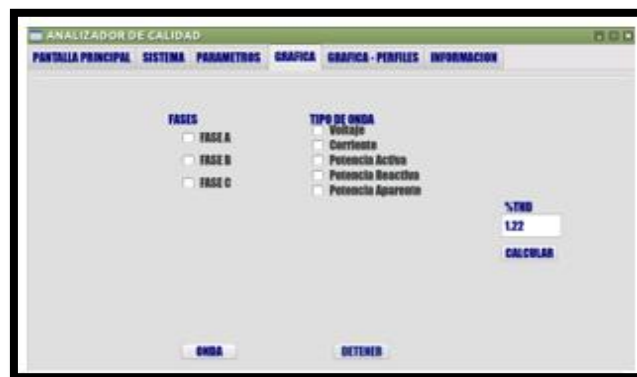 ANALIZADOR DE CALIDAD
PANTALLA PRINCIPAL SISTEMA PARAMETROS GRAFICA GRAFICA - PERFILES INFORMACION
FASES TIPO DE ONDA
FASE A
FASE B
FASE C
Voltaje
Corriente
Potencia Activa
Potencia Reactiva
Potencia Aparente
%THD
1.22
CALCULAR
ONDA DETENER